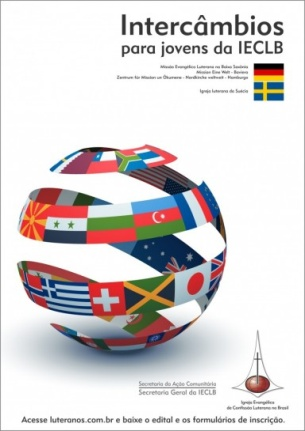 Intercâmbios
para jovens da IECLB
Missão Evangélica Luterana na Baixa Saxônia
Mission Eine Welt - Baviera
Zentrum für Mission un Ökumene - Nordkirche weltweit - Hamburgo
Igreja Luterana da Suécia
Secretaria da Ação Comunitária
Secretaria Geral da IECLB
Igreja Evangélica
de Confissão Luterana no Brasil
Acesse luteranos.com.br e baixe o edital e os formulários de inscrição.